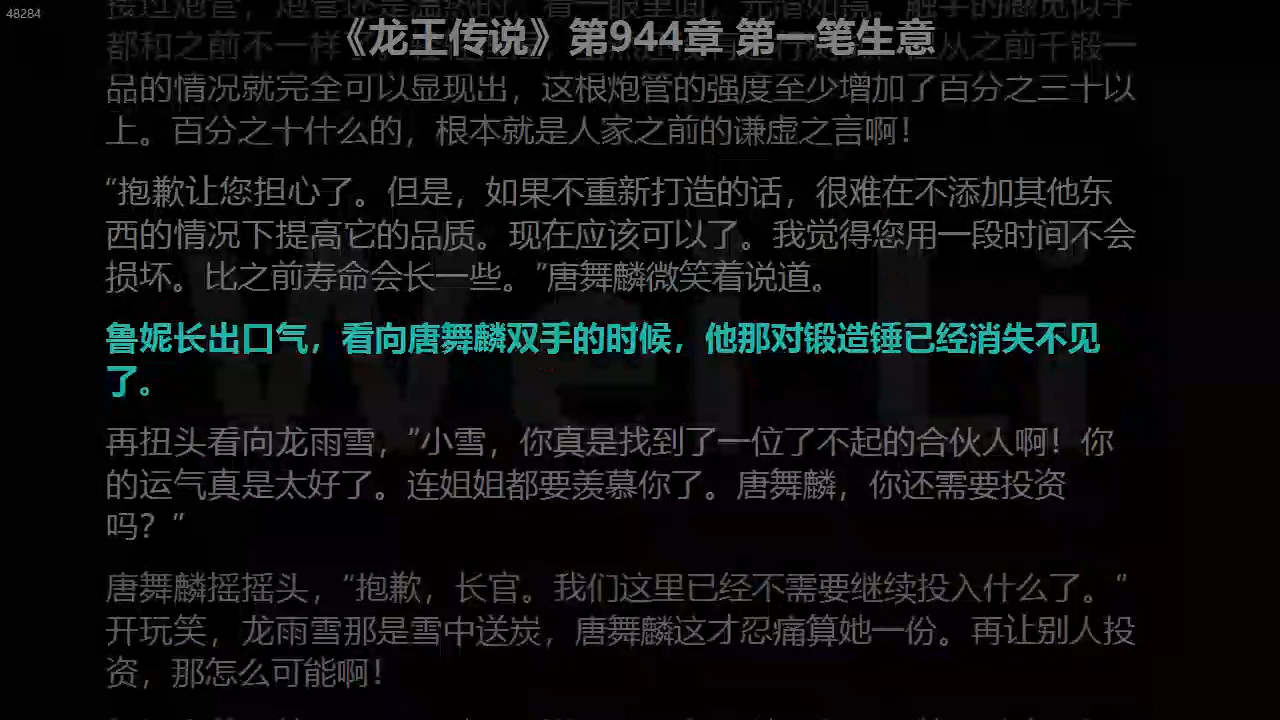 48284
《龙王传说》第944章 第一笔生意
品的情况就完全可以显现出，这根炮管的强度至少增加了百分之三十以
上。百分之十什么的，根本就是人家之前的谦虚之言啊！
“抱歉让您担心了。但是，如果不重新打造的话，很难在不添加其他东
西的情况下提高它的品质。现在应该可以了。我觉得您用一段时间不会
损坏。比之前寿命会长一些。”唐舞麟微笑着说道。
鲁妮长出口气，看向唐舞麟双手的时候，他那对锻造锤已经消失不见
了。
再扭头看向龙雨雪，”小雪，你真是找到了一位了不起的合伙人啊！你
的运气真是太好了。连姐姐都要羡慕你了。唐舞麟，你还需要投资
吗？”
唐舞麟摇摇头，“抱歉，长官。我们这里已经不需要继续投入什么了。“
开玩笑，龙雨雪那是雪中送炭，唐舞麟这才忍痛算她一份。再让别人投
资，那怎么可能啊！